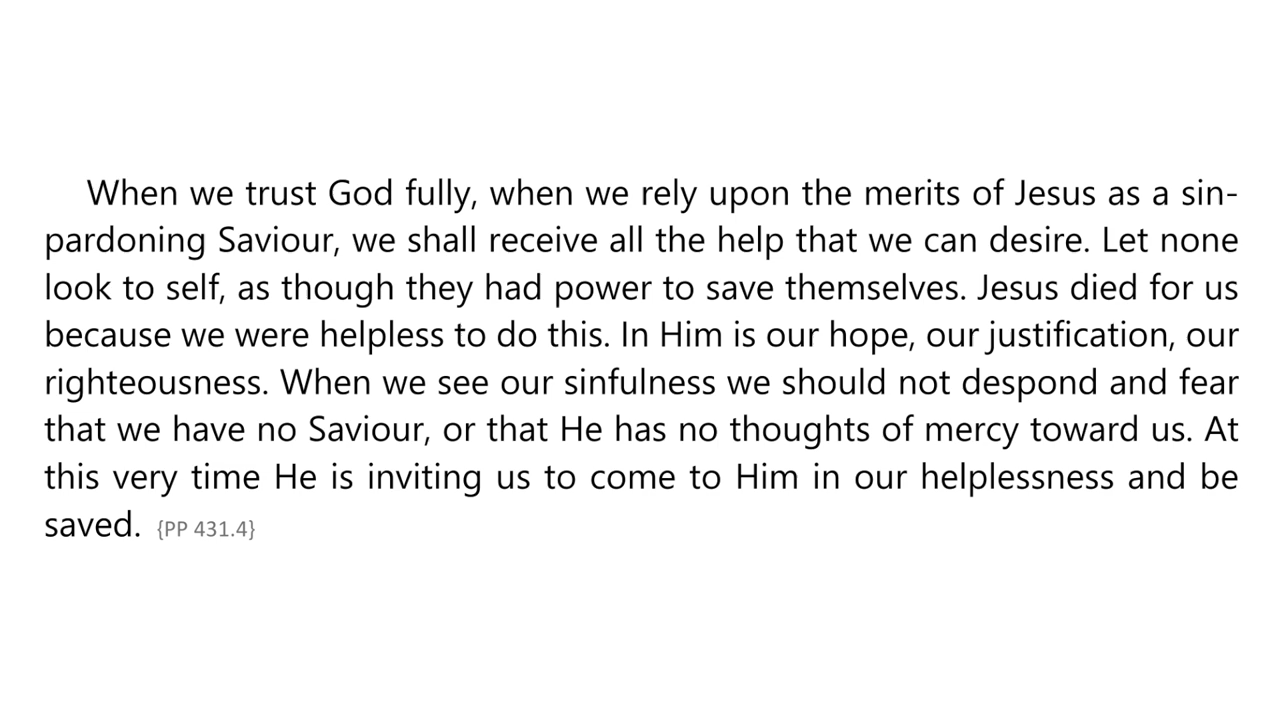 When we trust God fully, when we rely upon the merits of Jesus as a sin-
pardoning Saviour, we shall receive all the help that we can desire. Let none
look to self, as though they had power to save themselves. Jesus died for us
because we were helpless to do this. In Him is our hope, our justification, our
righteousness. When we see our sinfulness we should not despond and fear
that we have no Saviour, or that He has no thoughts of mercy toward us. At
this very time He is inviting us to come to Him in our helplessness and be
saved. {PP 431.4}